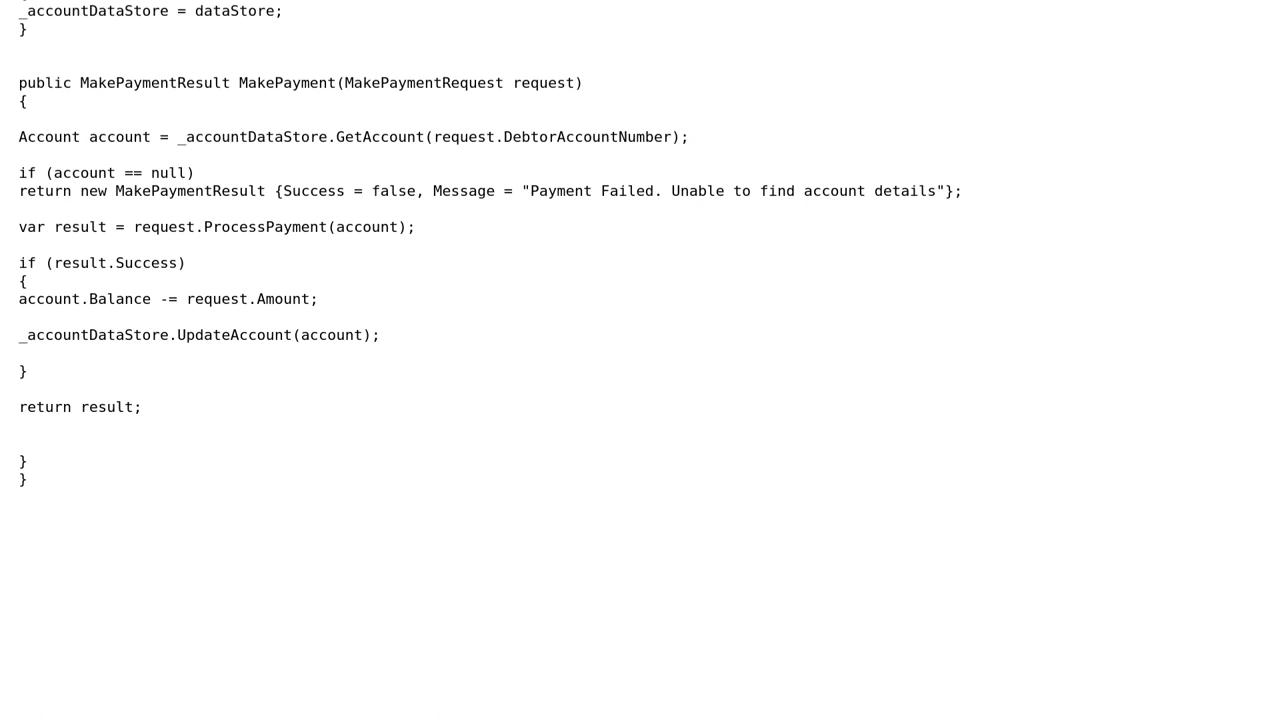 _accountDataStore = dataStore;
}
public MakePaymentResult MakePayment(MakePaymentRequest request)
{
Account account = _accountDataStore.GetAccount(request.DebtorAccountNumber);
if (account == null)
return new MakePaymentResult {Success = false, Message = "Payment Failed. Unable to find account details"};
var result = request.ProcessPayment(account);
if (result.Success)
{
account.Balance -= request.Amount;
_accountDataStore.UpdateAccount(account);
}
return result;
}
}